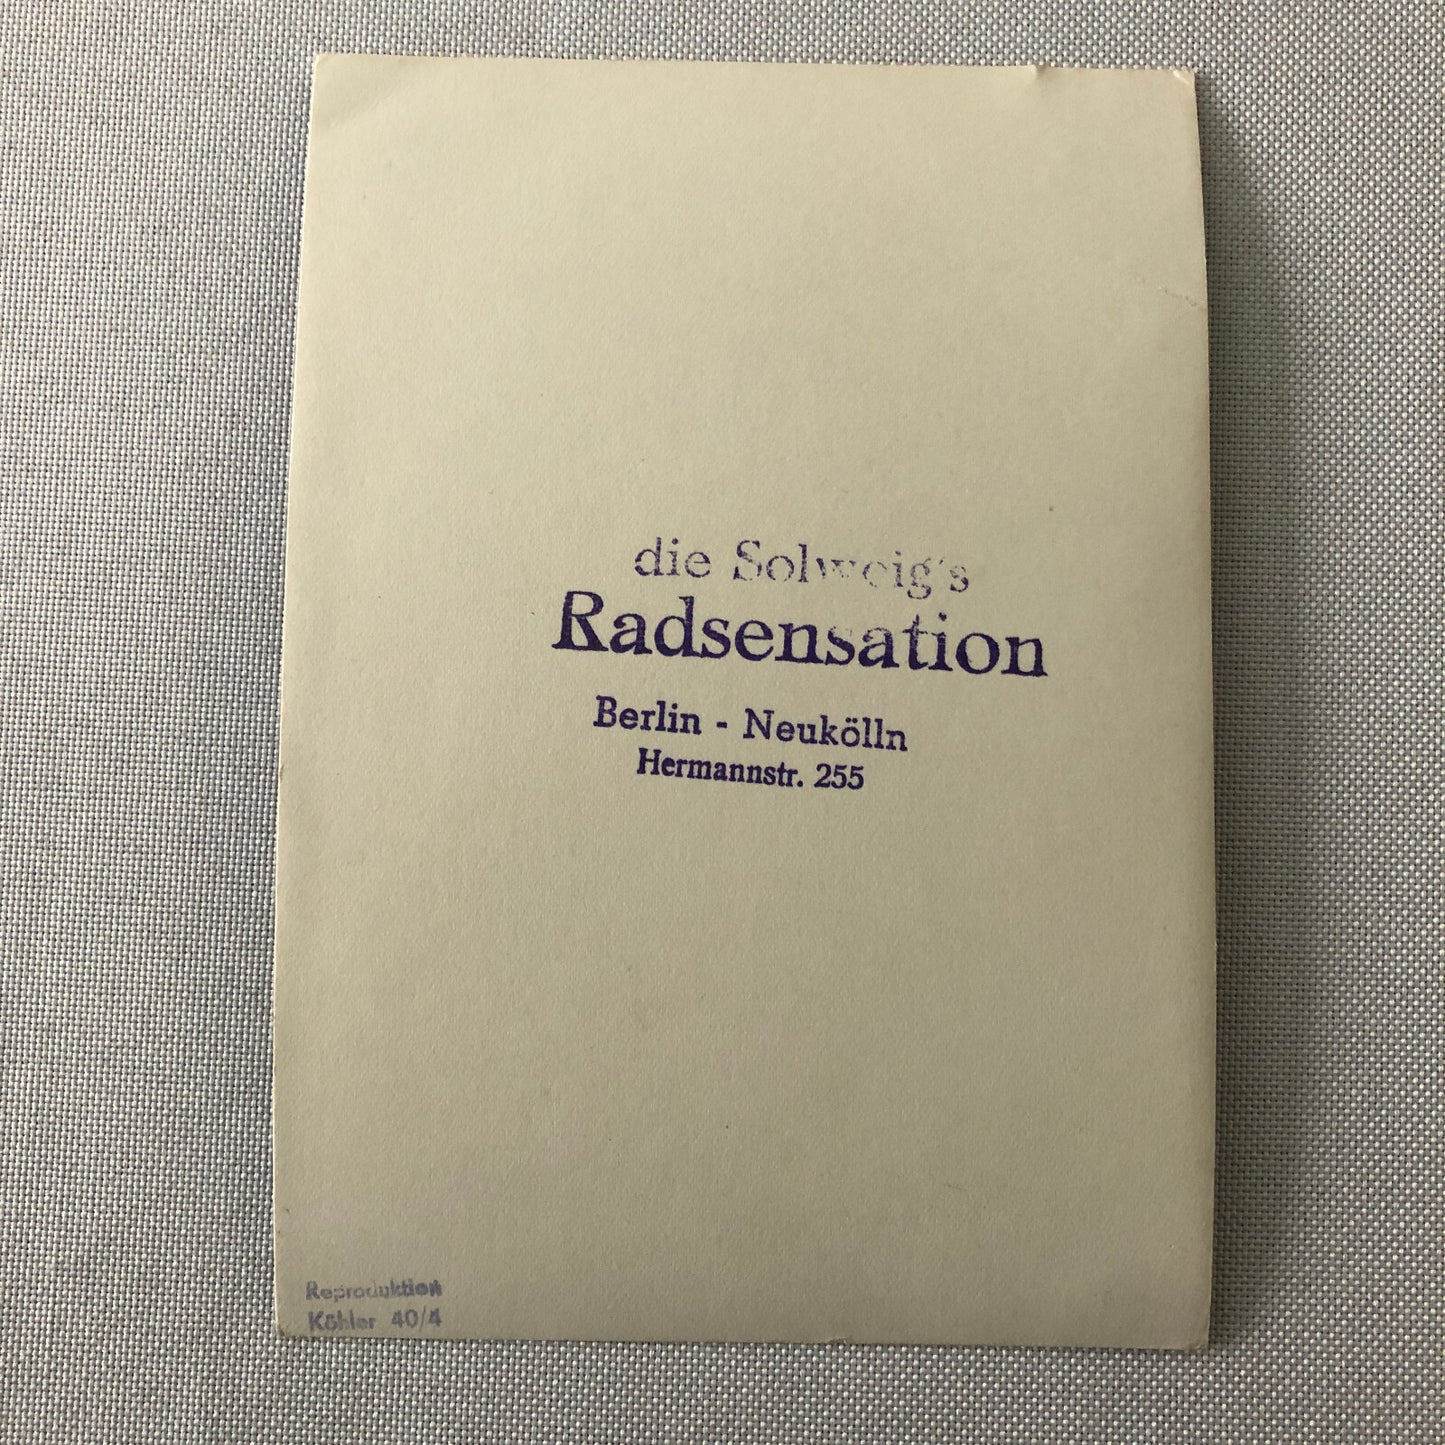 die Solweig's
Radsensation
Berlin - Neukölln
Hermannstr. 255
Reproduktion
Köhler 40/4